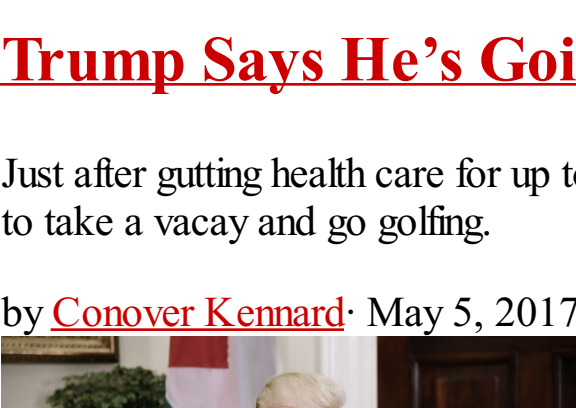 Trump Says He's Goi
Just after gutting health care for up t
to take a vacay and go golfing.
by Conover Kennard· May 5, 2017